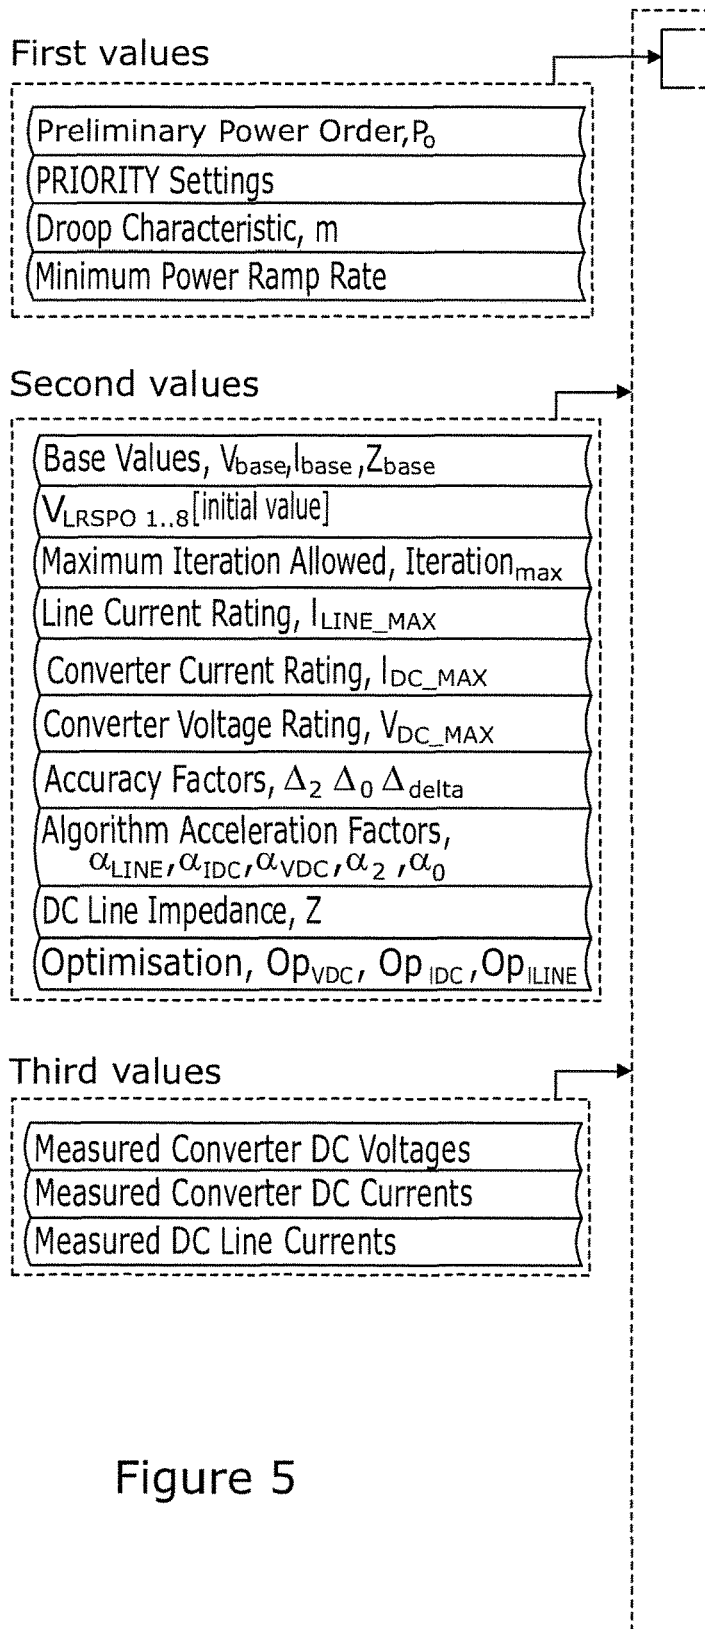 First values
Preliminary Power Order,Po
PRIORITY Settings
Droop Characteristic, m
Minimum Power Ramp Rate
Second values
Base Values, Vbase,Ibase,Zbase
VLRSPO 1..8[initial value]
Maximum Iteration Allowed, Iterationmax
Line Current Rating, ILINE_MAX
Converter Current Rating, IDC_MAX
Converter Voltage Rating, VDC_MAX
Accuracy Factors, Δ2 Δ0 Δdelta
Algorithm Acceleration Factors,
αLINE,αIDC,αVDC,α2 ,α0
DC Line Impedance, Z
Optimisation, OpVDC, OpIDC,OpILINE
Third values
Measured Converter DC Voltages
Measured Converter DC Currents
Measured DC Line Currents
Figure 5